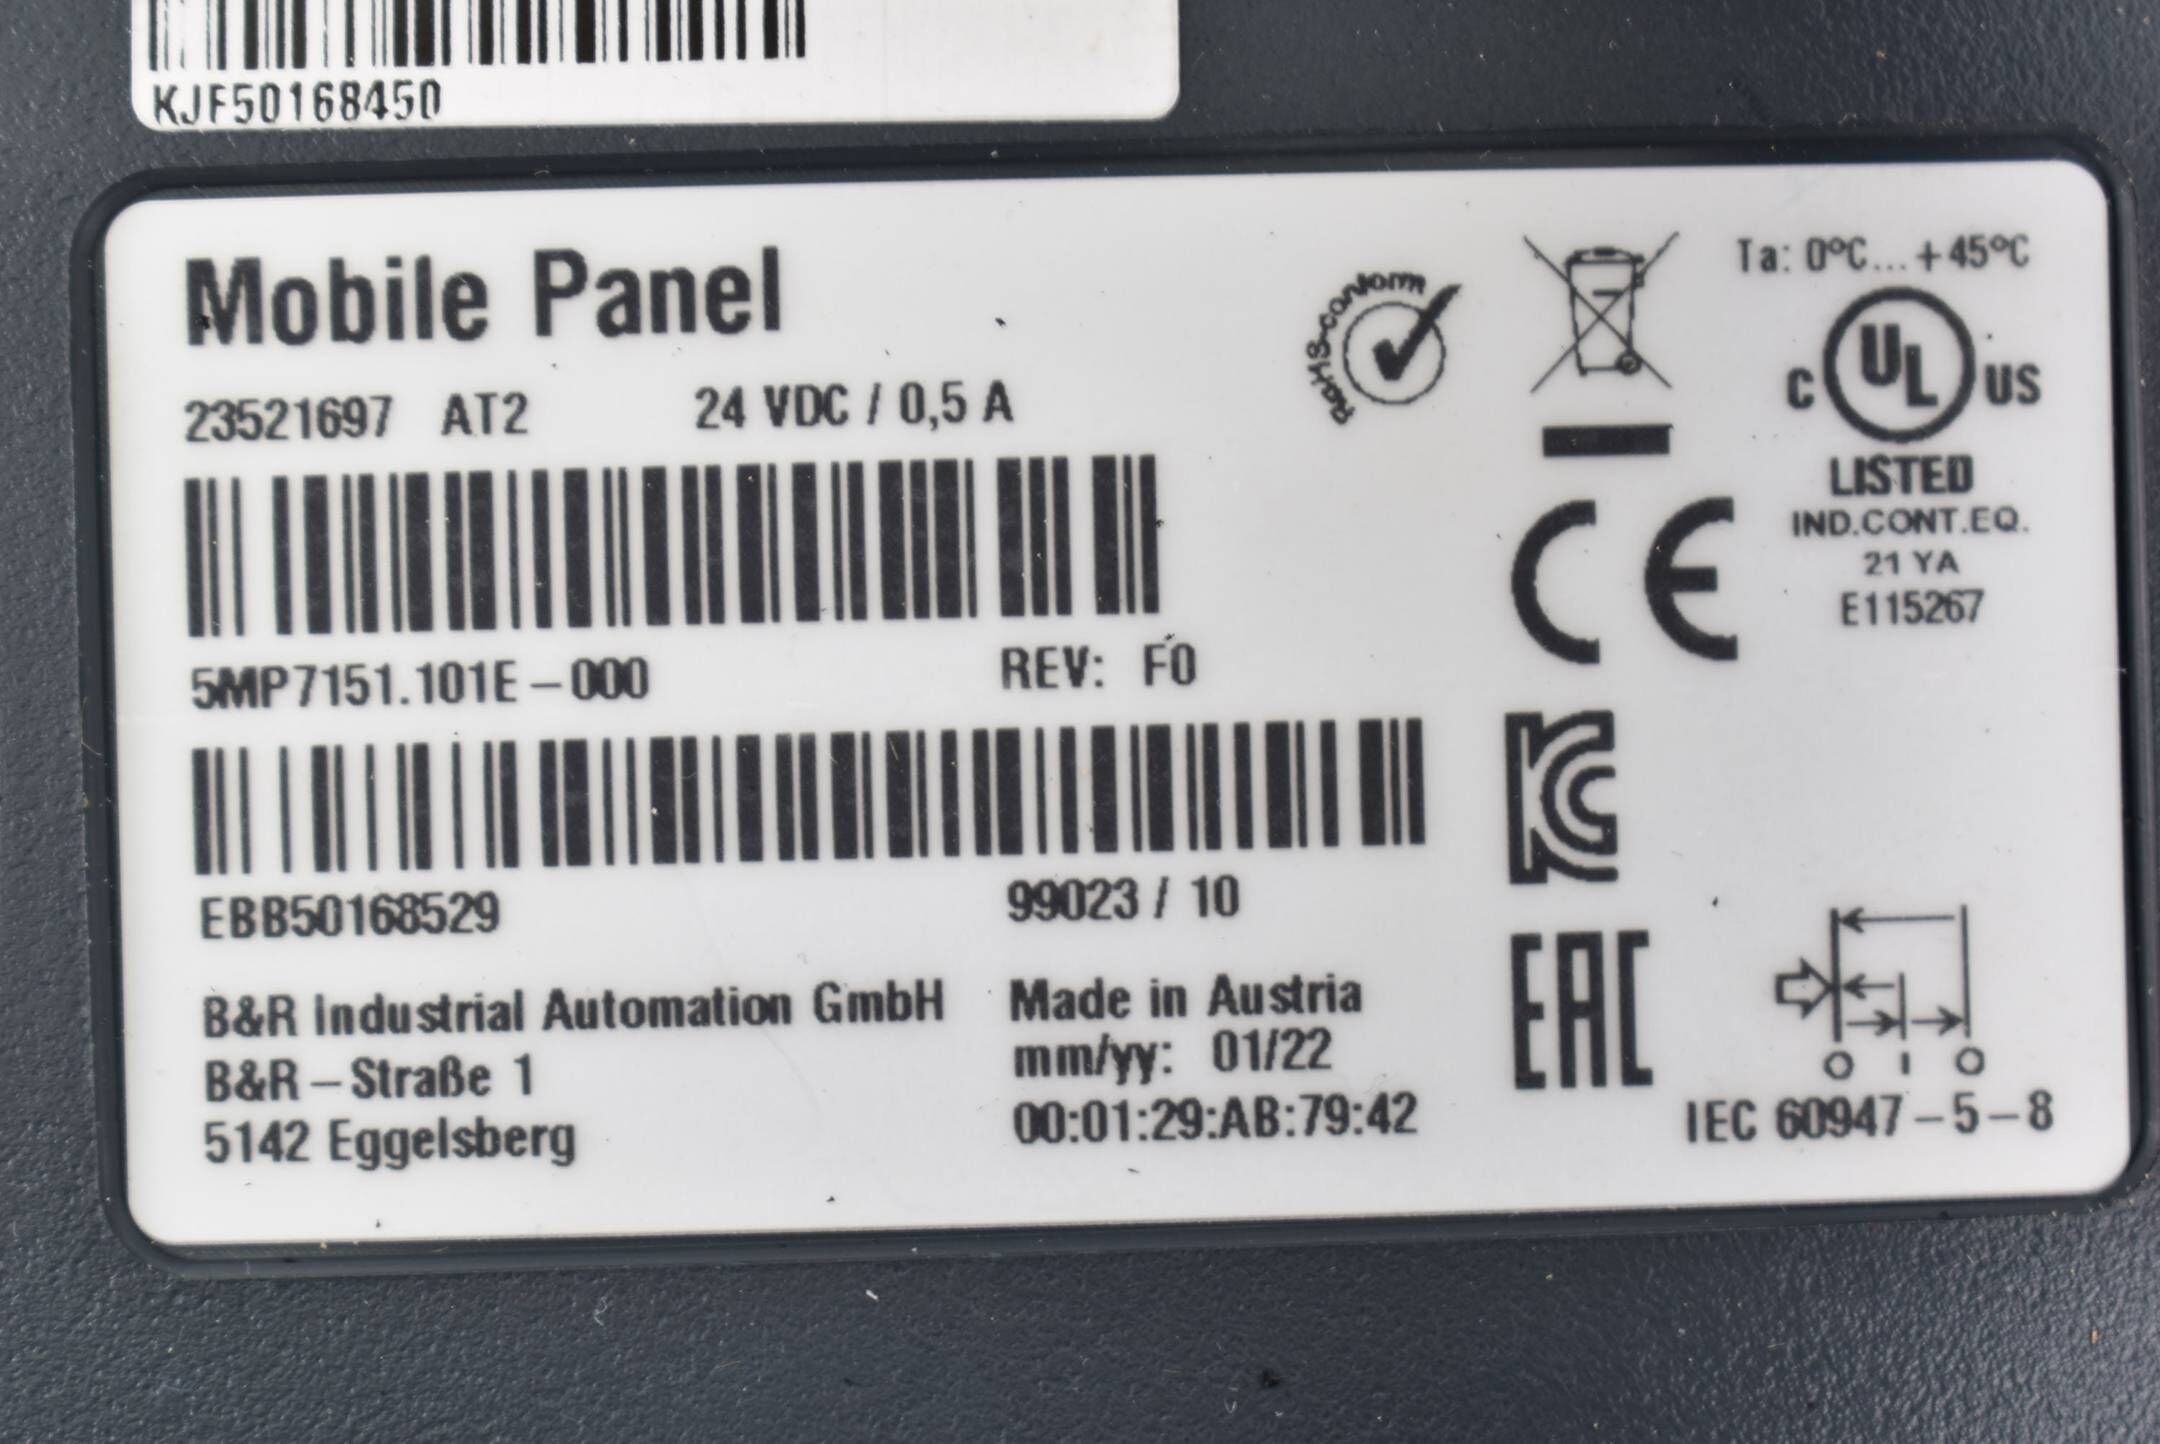 KJF50168450
Mobile Panel
23521697 AT2 24 VDC / 0,5 A
5MP7151.101E-000 REV: F0
EBB50168529 99023 / 10
B&R Industrial Automation GmbH
B&R-Straße 1
5142 Eggelsberg
Made in Austria
mm/yy: 01/22
00:01:29:AB:79:42
RoHS-conform
CE
KC
EAC
Ta: 0°C...+45°C
C UL US
LISTED
IND.CONT.EQ.
21 YA
E115267
O I O
IEC 60947-5-8